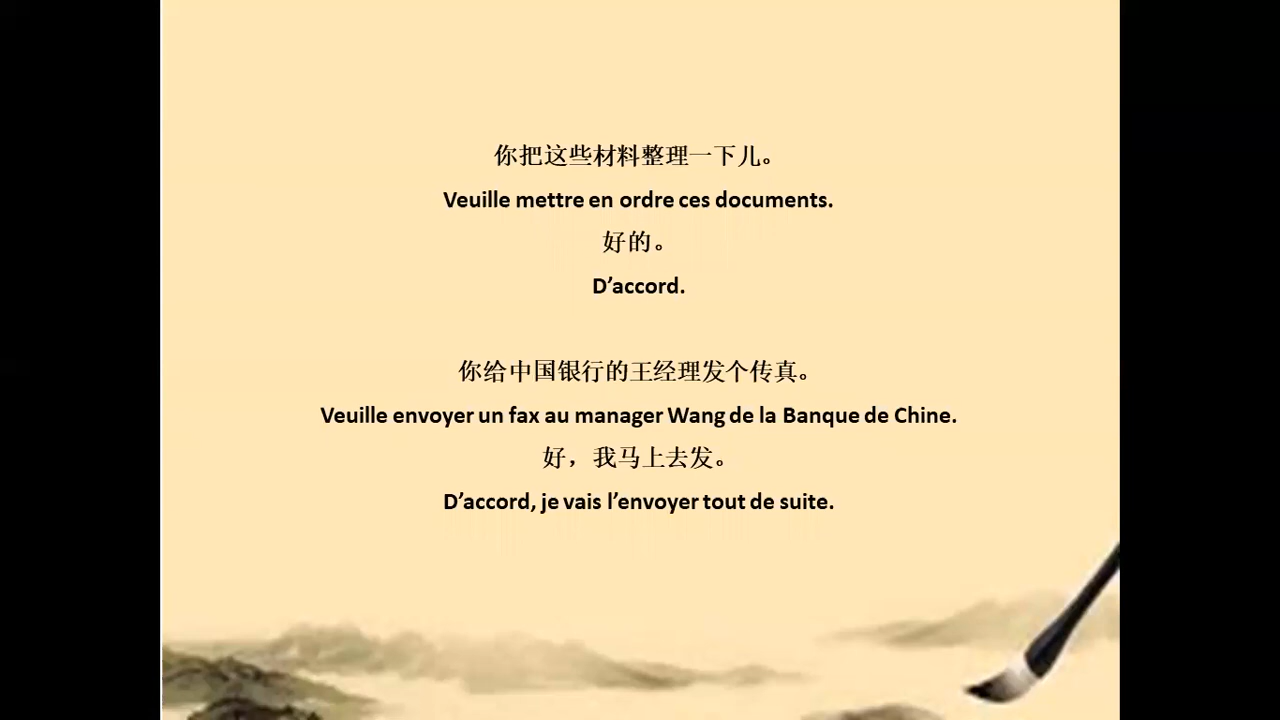 你把这些材料整理一下儿。
Veuille mettre en ordre ces documents.
好的。
D’accord.
你给中国银行的王经理发个传真。
Veuille envoyer un fax au manager Wang de la Banque de Chine.
好，我马上去发。
D’accord, je vais l’envoyer tout de suite.